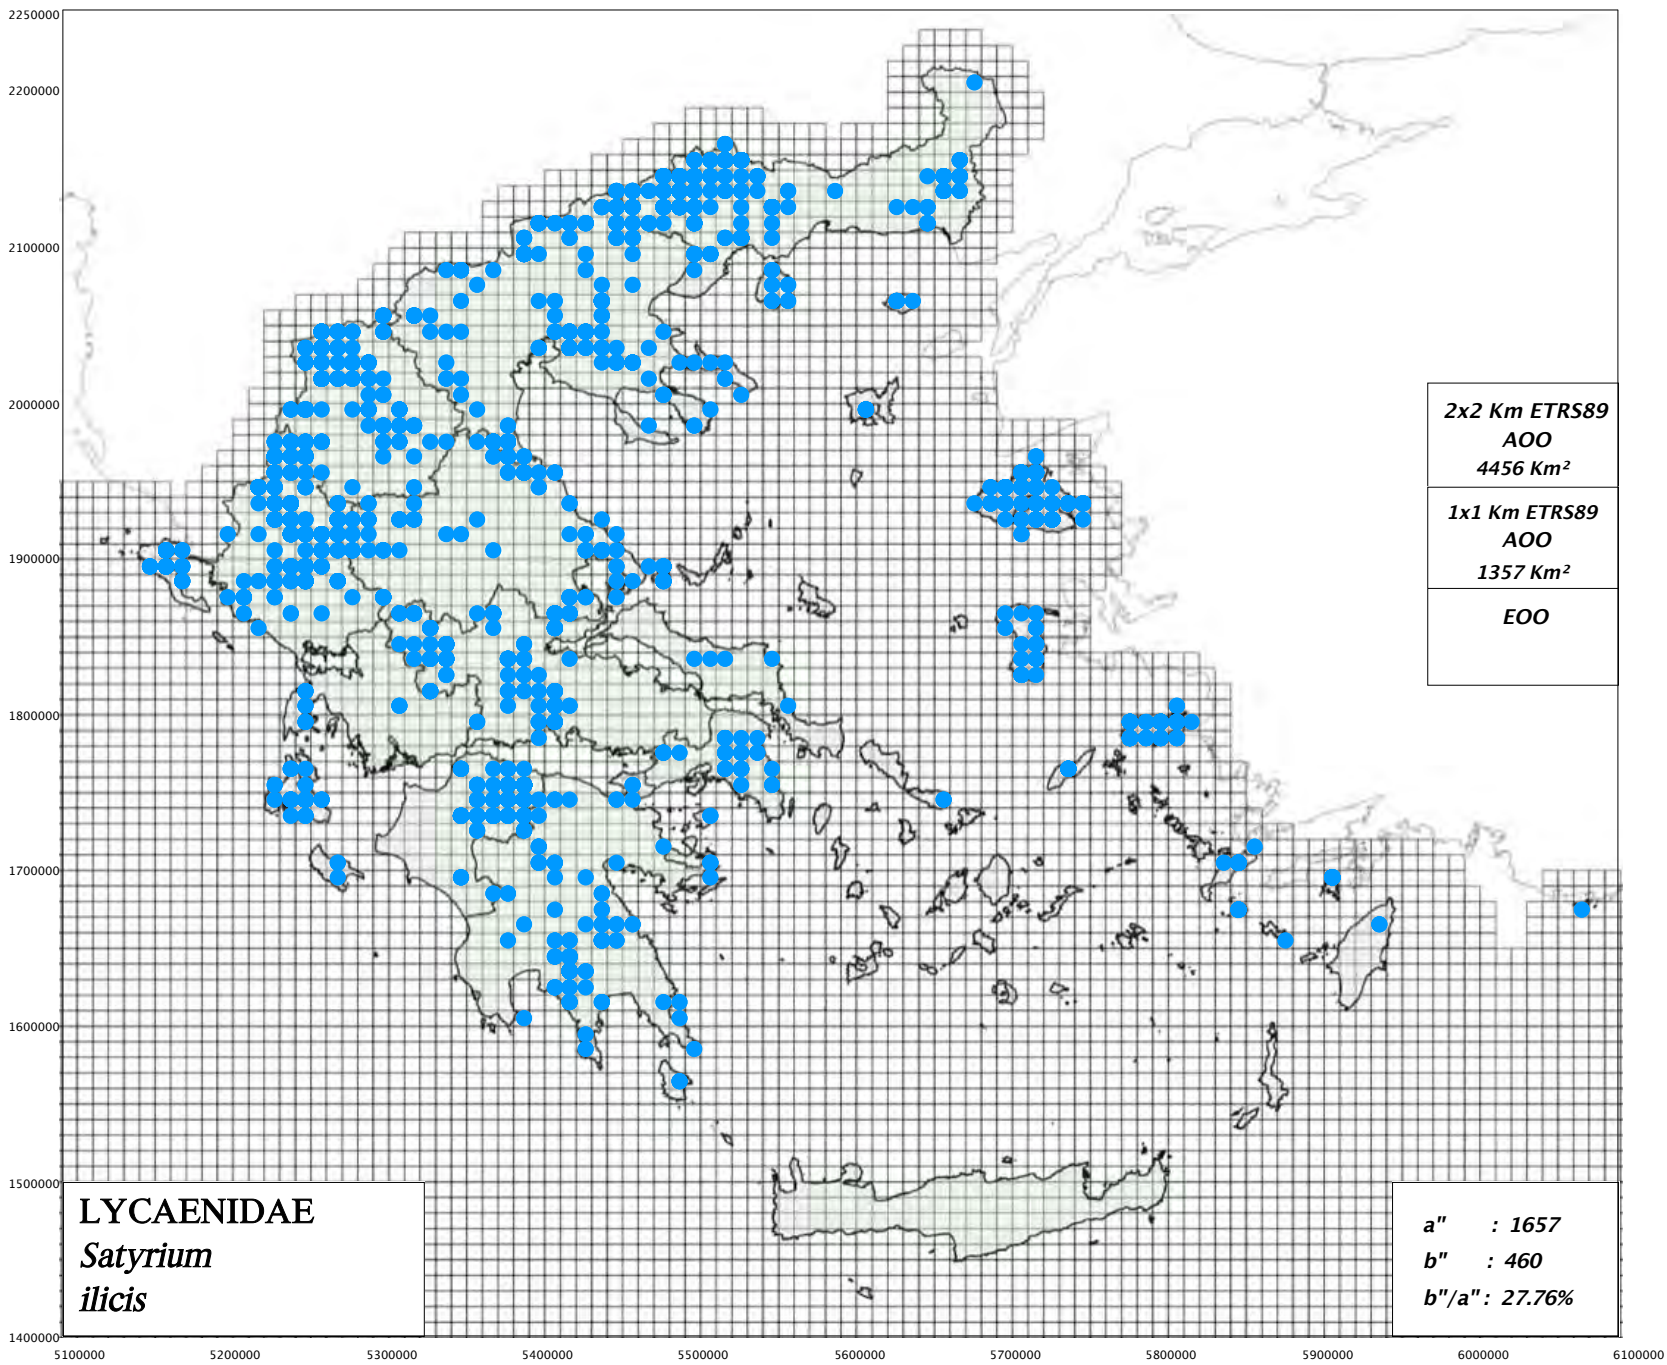 2250000
2200000
2100000
2000000
1900000
1800000
1700000
1600000
1500000
1400000
2x2 Km ETRS89
AOO
4456 Km²
1x1 Km ETRS89
AOO
1357 Km²
EOO
LYCAENIDAE
Satyrium
ilicis
a" : 1657
b" : 460
b"/a" : 27.76%
5100000 5200000 5300000 5400000 5500000 5600000 5700000 5800000 5900000 6000000 6100000